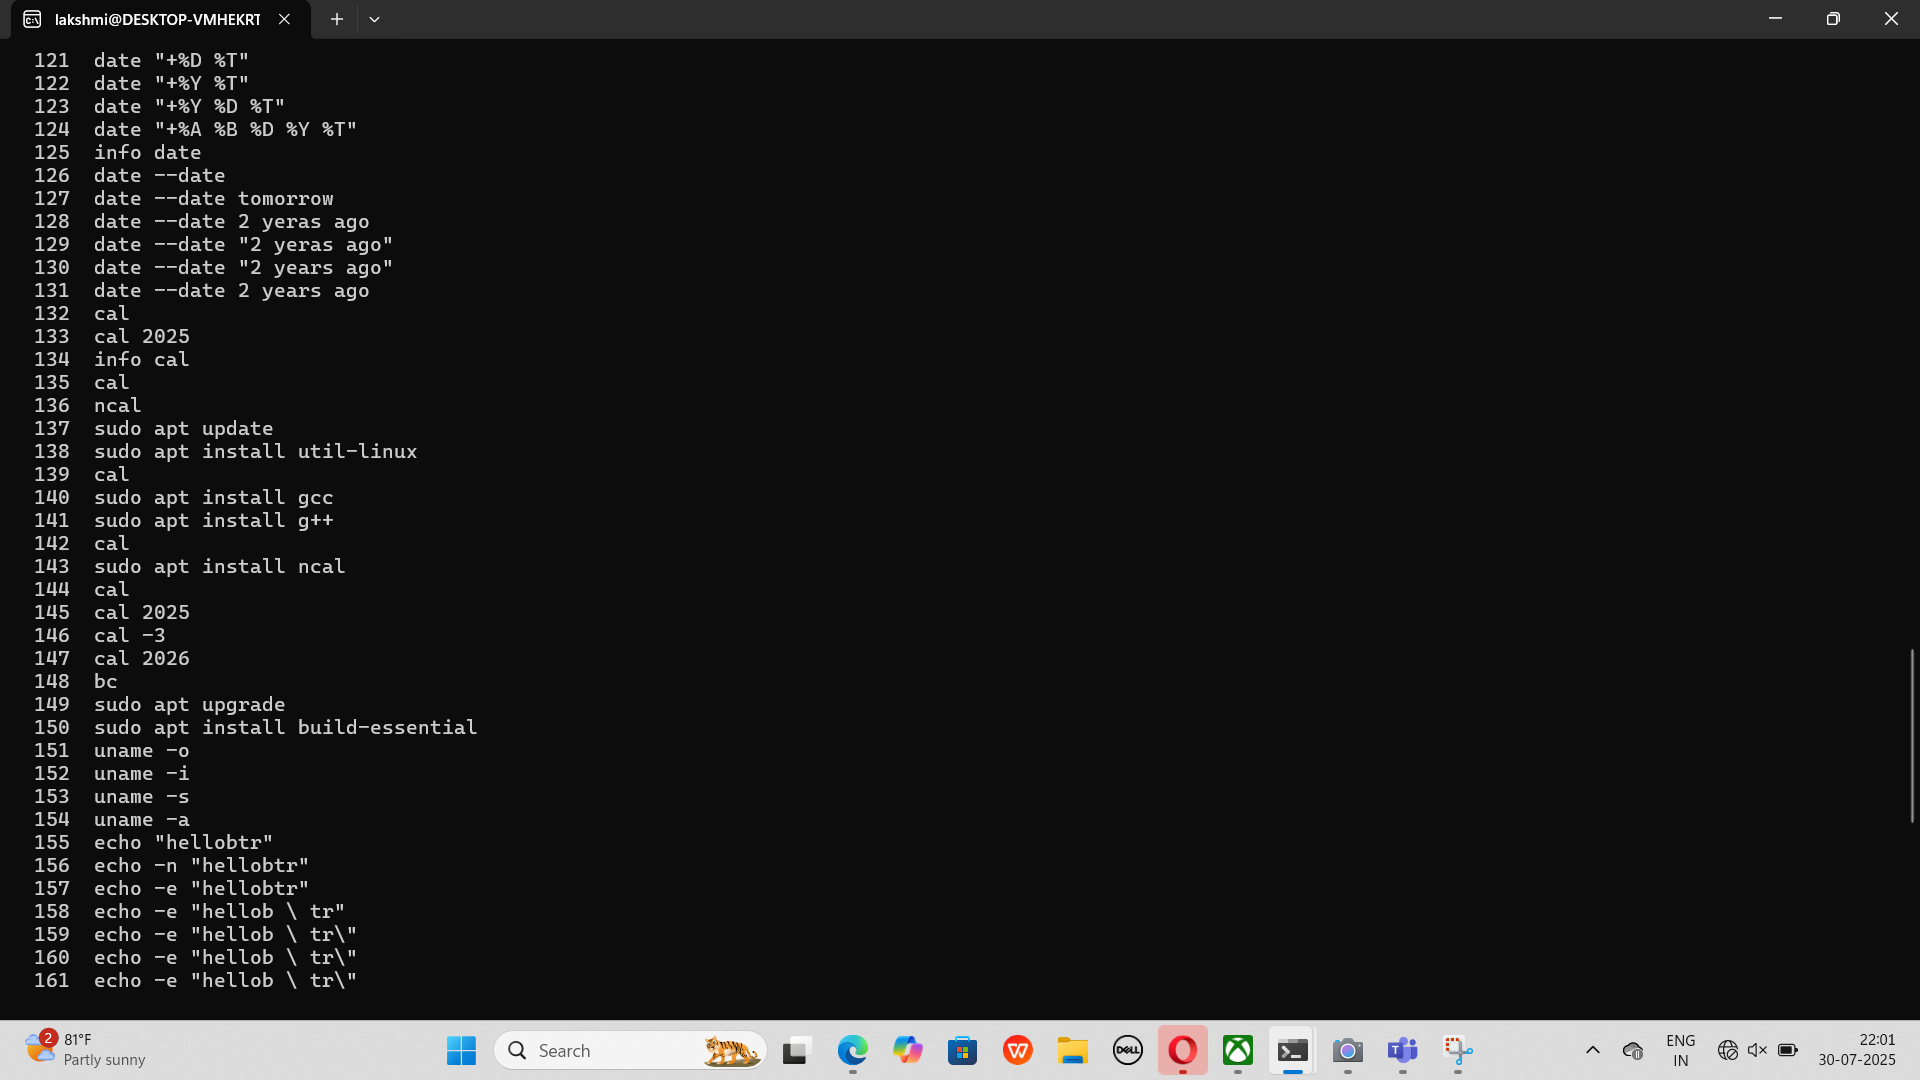 lakshmi@DESKTOP-VMHEKRT
121 date "+%D %T"
122 date "+%Y %T"
123 date "+%Y %D %T"
124 date "+%A %B %D %Y %T"
125 info date
126 date --date
127 date --date tomorrow
128 date --date 2 yeras ago
129 date --date "2 yeras ago"
130 date --date "2 years ago"
131 date --date 2 years ago
132 cal
133 cal 2025
134 info cal
135 cal
136 ncal
137 sudo apt update
138 sudo apt install util-linux
139 cal
140 sudo apt install gcc
141 sudo apt install g++
142 cal
143 sudo apt install ncal
144 cal
145 cal 2025
146 cal -3
147 cal 2026
148 bc
149 sudo apt upgrade
150 sudo apt install build-essential
151 uname -o
152 uname -i
153 uname -s
154 uname -a
155 echo "hellobtr"
156 echo -n "hellobtr"
157 echo -e "hellobtr"
158 echo -e "hellob \ tr"
159 echo -e "hellob \ tr\"
160 echo -e "hellob \ tr\"
161 echo -e "hellob \ tr\"
2
81°F
Partly sunny
Search
DELL
ENG
IN
22:01
30-07-2025